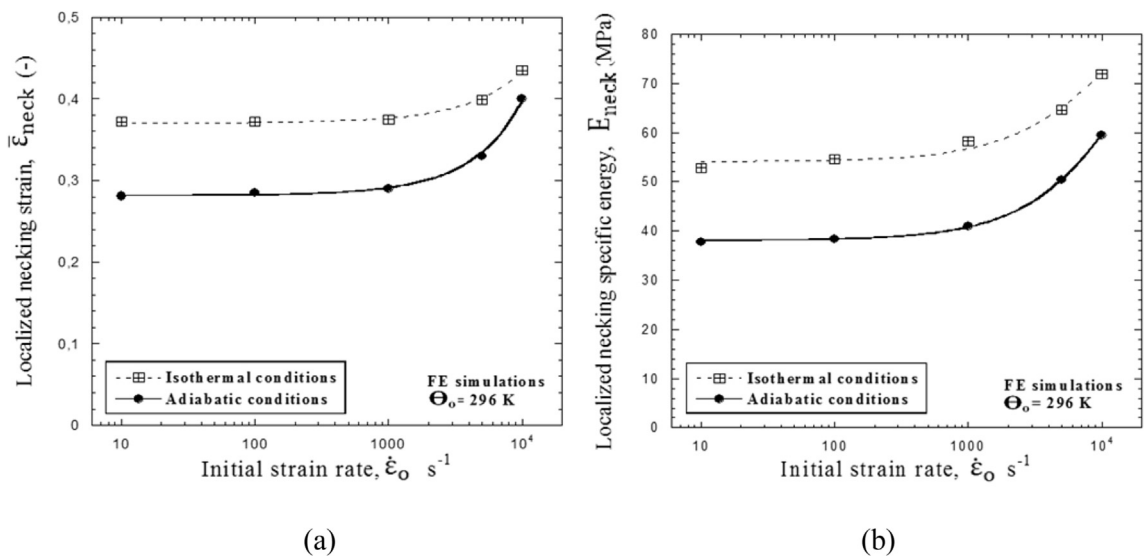 Localized necking strain, ε̄neck (-)
0,5
0,4
0,3
0,2
0,1
0
Isothermal conditions
Adiabatic conditions
FE simulations
Θo= 296 K
10 100 1000 10⁴
Initial strain rate, ε̇o s⁻¹
(a)
Localized necking specific energy, Eneck (MPa)
80
70
60
50
40
30
20
10
0
Isothermal conditions
Adiabatic conditions
FE simulations
Θo= 296 K
10 100 1000 10⁴
Initial strain rate, ε̇o s⁻¹
(b)